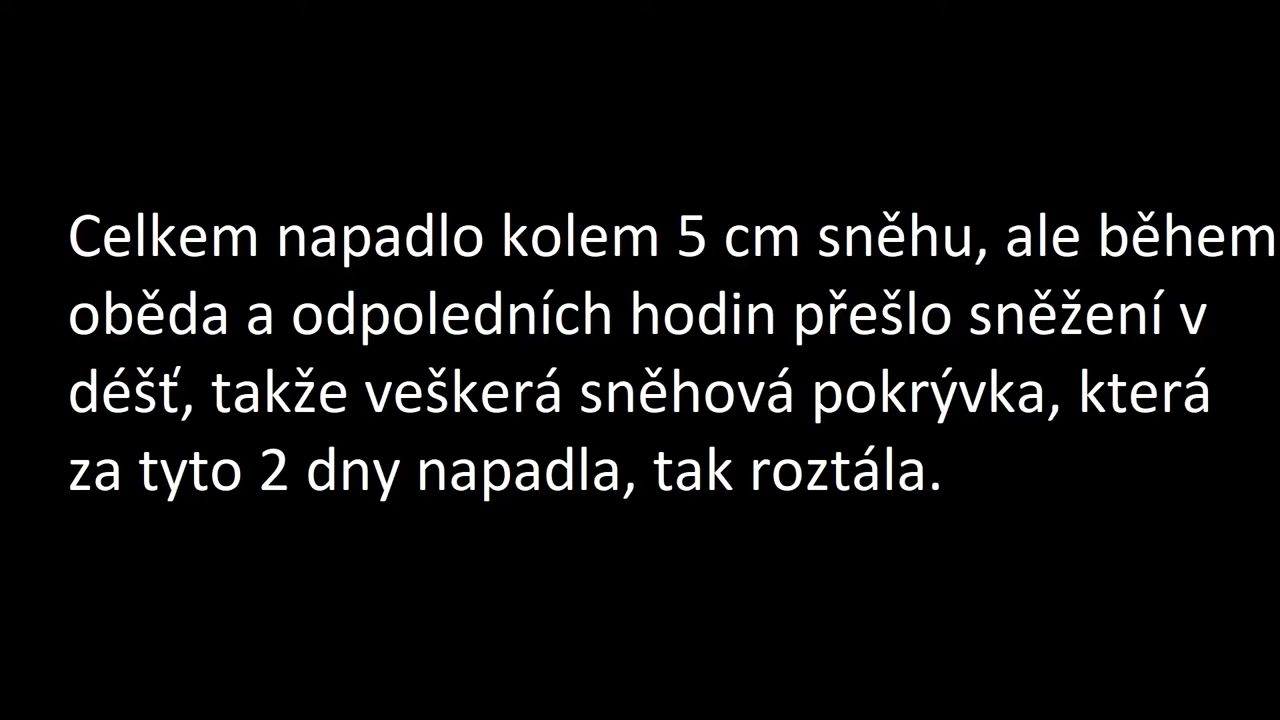 Celkem napadlo kolem 5 cm sněhu, ale během
oběda a odpoledních hodin přešlo sněžení v
déšť, takže veškerá sněhová pokrývka, která
za tyto 2 dny napadla, tak roztála.